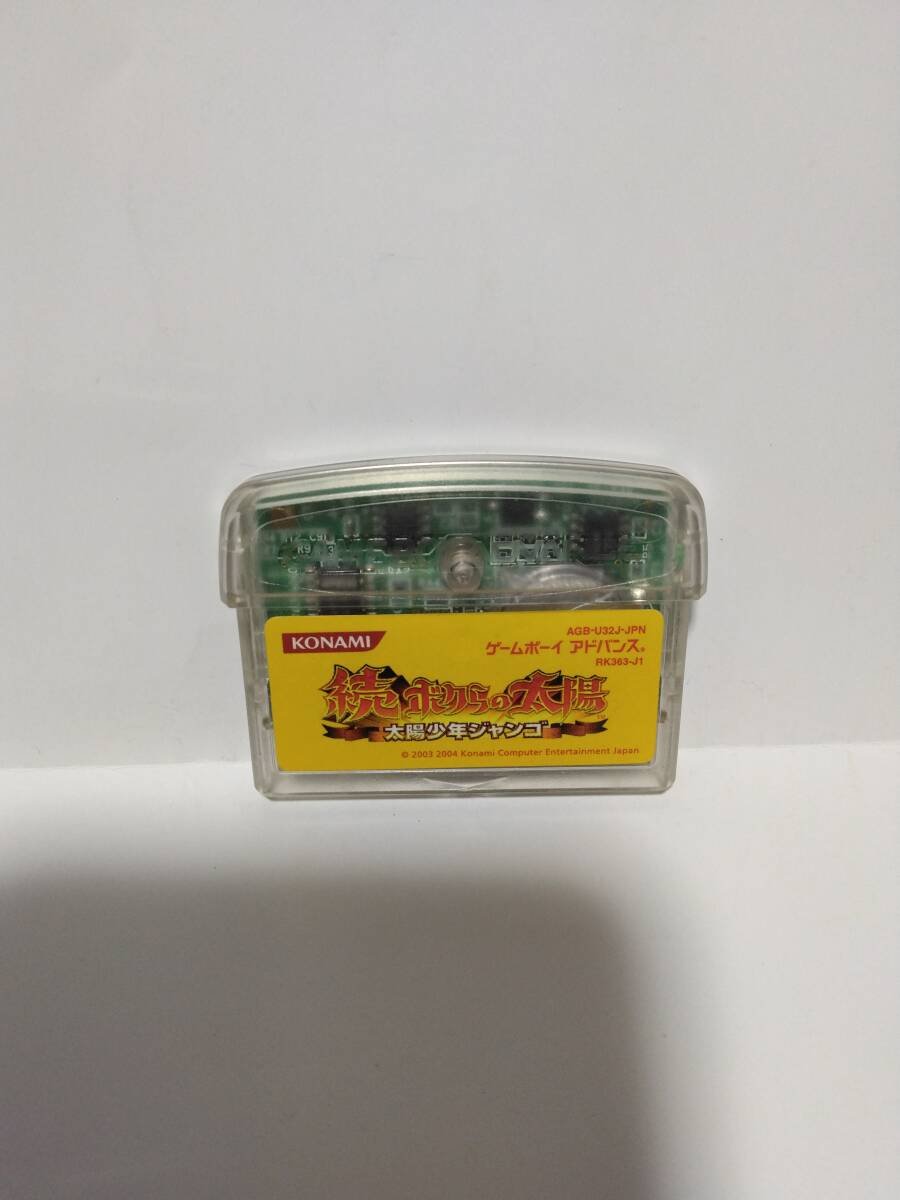 KONAMI
AGB-U32J-JPN
ゲームボーイ アドバンス®
RK363-J1
続 ボクらの太陽™
太陽少年ジャンゴ
© 2003 2004 Konami Computer Entertainment Japan